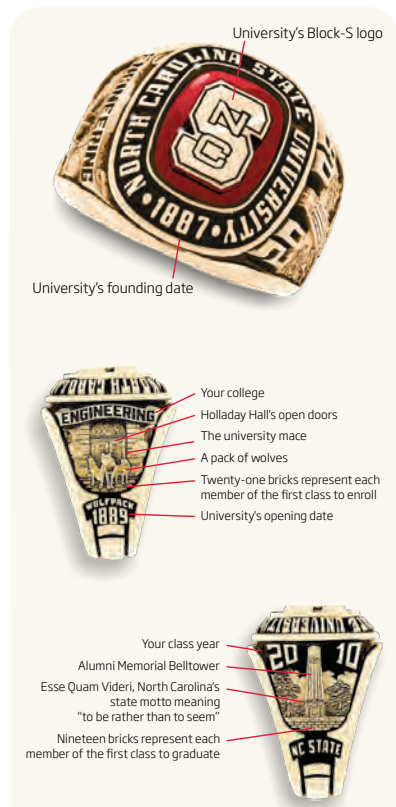 University's Block-S logo
NORTH CAROLINA STATE UNIVERSITY • 1887 •
University's founding date
ENGINEERING
WOLFPACK
1889
Your college
Holladay Hall's open doors
The university mace
A pack of wolves
Twenty-one bricks represent each
member of the first class to enroll
University's opening date
20 10
NC STATE
Your class year
Alumni Memorial Belltower
Esse Quam Videri, North Carolina's
state motto meaning
"to be rather than to seem"
Nineteen bricks represent each
member of the first class to graduate